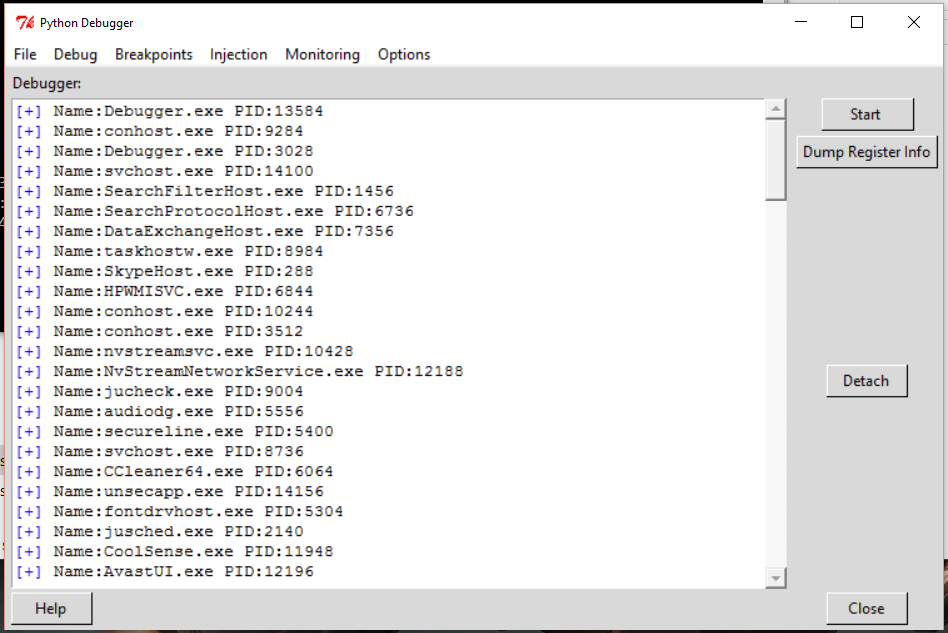 Python Debugger
File Debug Breakpoints Injection Monitoring Options
Debugger:
[+] Name:Debugger.exe PID:13584
[+] Name:conhost.exe PID:9284
[+] Name:Debugger.exe PID:3028
[+] Name:svchost.exe PID:14100
[+] Name:SearchFilterHost.exe PID:1456
[+] Name:SearchProtocolHost.exe PID:6736
[+] Name:DataExchangeHost.exe PID:7356
[+] Name:taskhostw.exe PID:8984
[+] Name:SkypeHost.exe PID:288
[+] Name:HPWMISVC.exe PID:6844
[+] Name:conhost.exe PID:10244
[+] Name:conhost.exe PID:3512
[+] Name:nvstreamsvc.exe PID:10428
[+] Name:NvStreamNetworkService.exe PID:12188
[+] Name:jucheck.exe PID:9004
[+] Name:audiodg.exe PID:5556
[+] Name:secureline.exe PID:5400
[+] Name:svchost.exe PID:8736
[+] Name:CCleaner64.exe PID:6064
[+] Name:unsecapp.exe PID:14156
[+] Name:fontdrvhost.exe PID:5304
[+] Name:jusched.exe PID:2140
[+] Name:CoolSense.exe PID:11948
[+] Name:AvastUI.exe PID:12196
Start
Dump Register Info
Detach
Help
Close